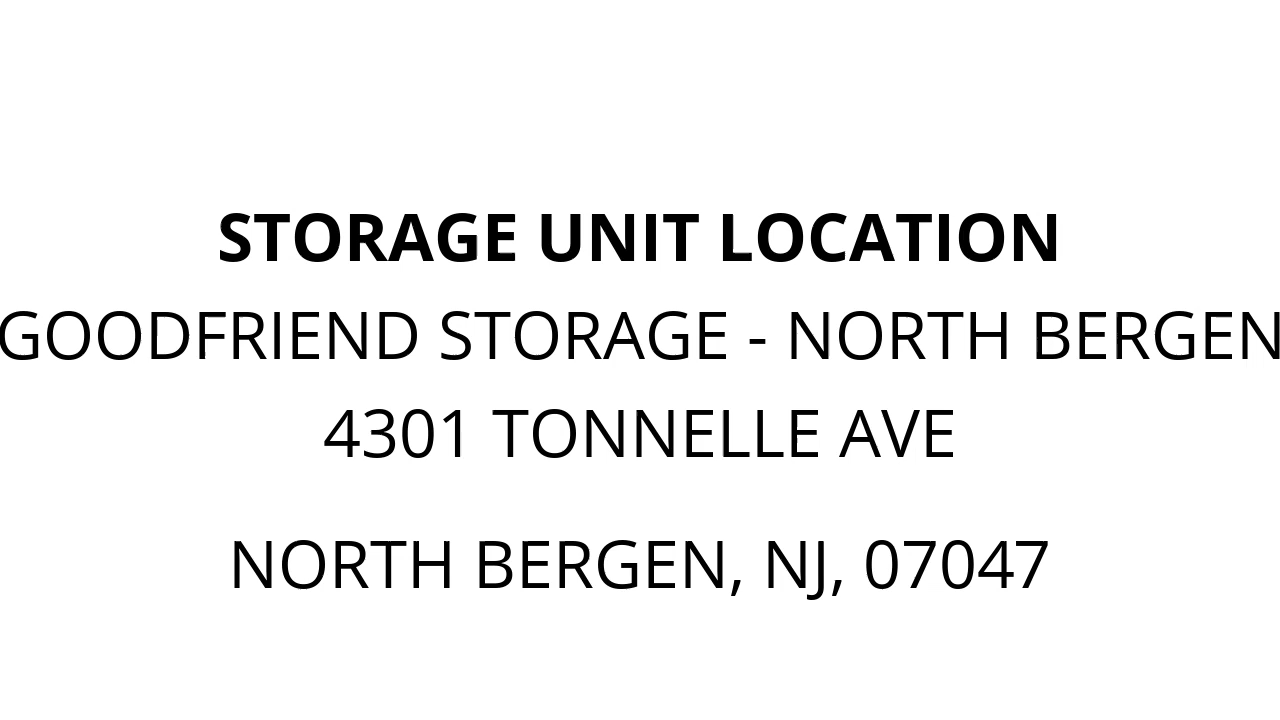 STORAGE UNIT LOCATION
GOODFRIEND STORAGE - NORTH BERGEN
4301 TONNELLE AVE
NORTH BERGEN, NJ, 07047